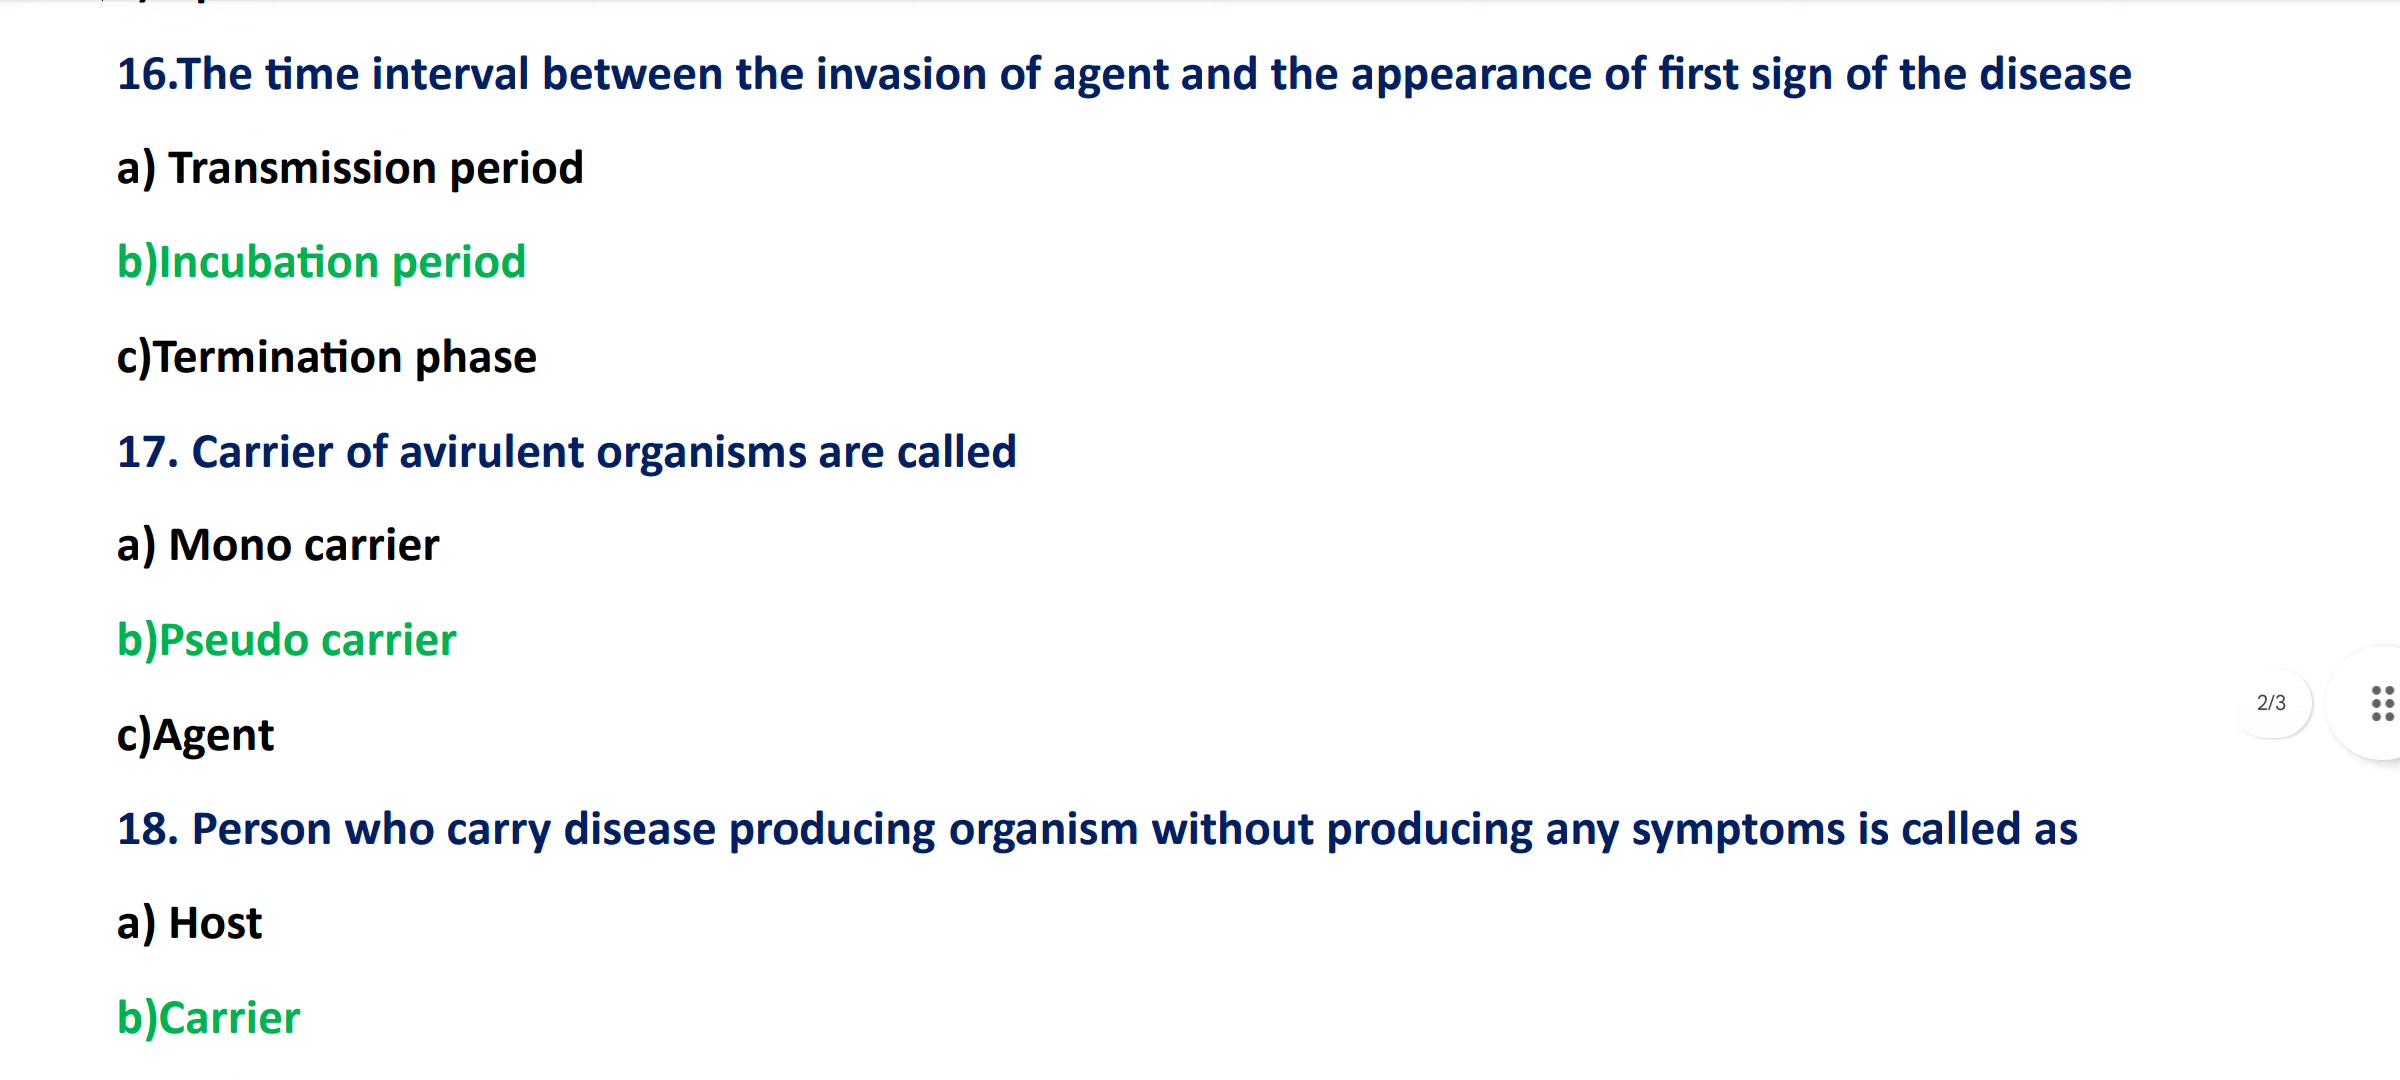 16.The time interval between the invasion of agent and the appearance of first sign of the disease
a) Transmission period
b)Incubation period
c)Termination phase
17. Carrier of avirulent organisms are called
a) Mono carrier
b)Pseudo carrier
c)Agent
2/3
18. Person who carry disease producing organism without producing any symptoms is called as
a) Host
b)Carrier